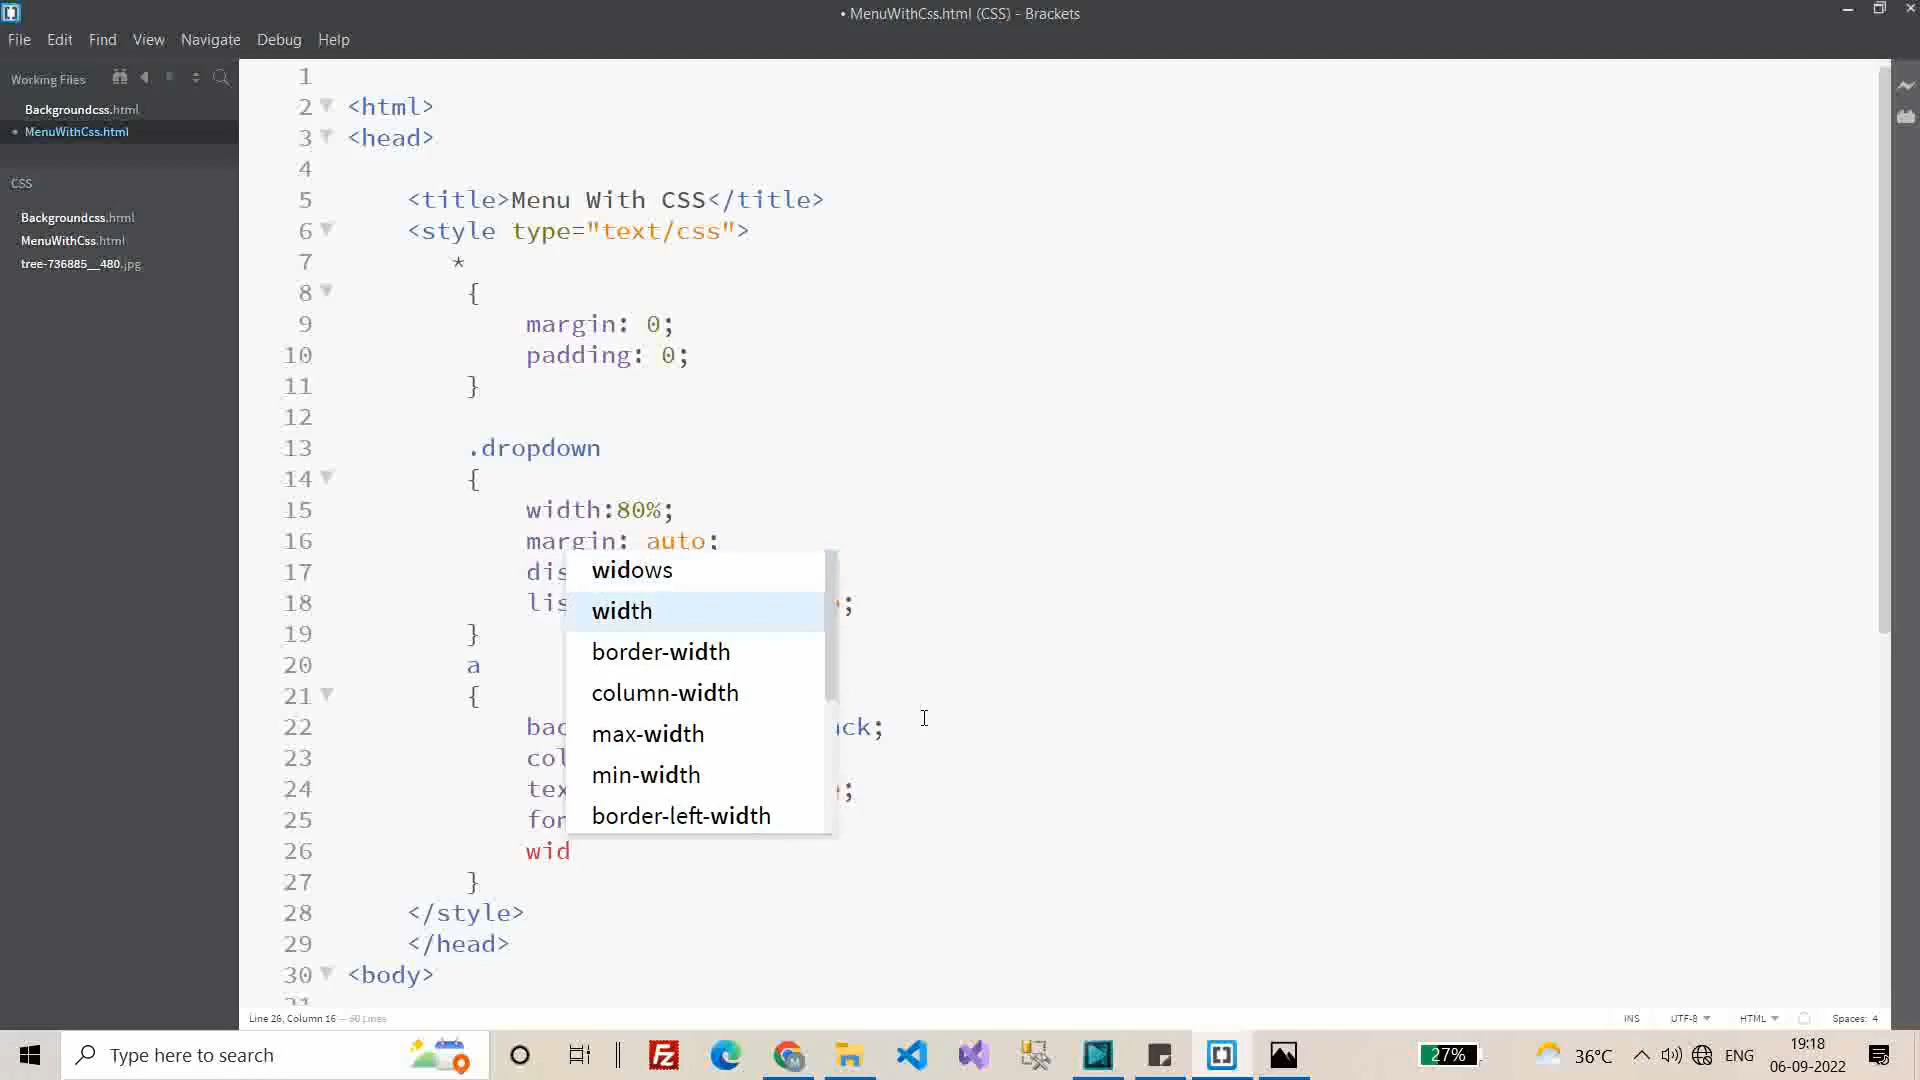 • MenuWithCss.html (CSS) - Brackets
File Edit Find View Navigate Debug Help
Working Files
Backgroundcss.html
• MenuWithCss.html
CSS
Backgroundcss.html
MenuWithCss.html
tree-736885__480.jpg
1
2 <html>
3 <head>
4
5 <title>Menu With CSS</title>
6 <style type="text/css">
7 *
8 {
9 margin: 0;
10 padding: 0;
11 }
12
13 .dropdown
14 {
15 width:80%;
16 margin: auto;
17 dis
18 lis ;
19 }
20 a
21 {
22 bac ck;
23 col
24 tex ;
25 for
26 wid
27 }
28 </style>
29 </head>
30 <body>
31
widows
width
border-width
column-width
max-width
min-width
border-left-width
Line 26, Column 16 — 50 Lines
INS UTF-8 HTML Spaces: 4
Type here to search
27% 36°C ENG 19:18
06-09-2022